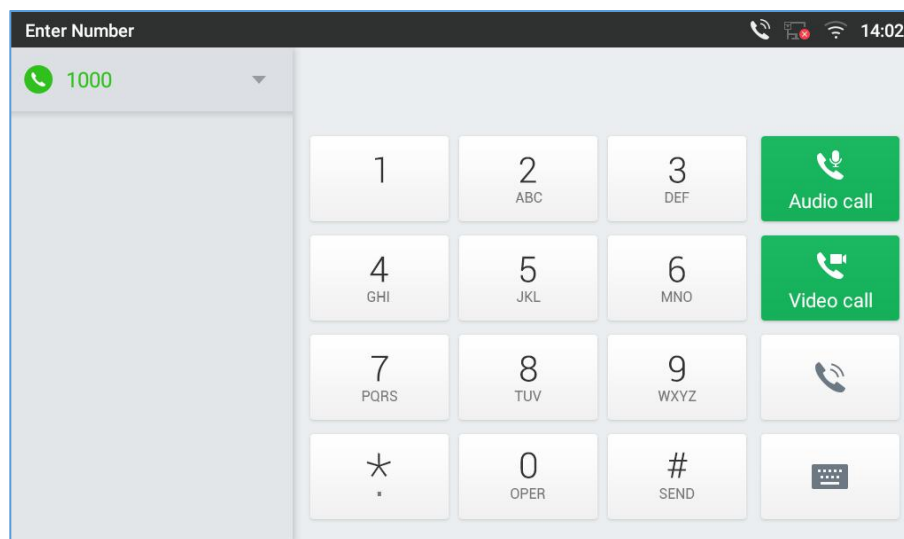 Enter Number 14:02
1000
1 2 3 Audio call
ABC DEF
4 5 6 Video call
GHI JKL MNO
7 8 9
PQRS TUV WXYZ
* 0 #
. OPER SEND